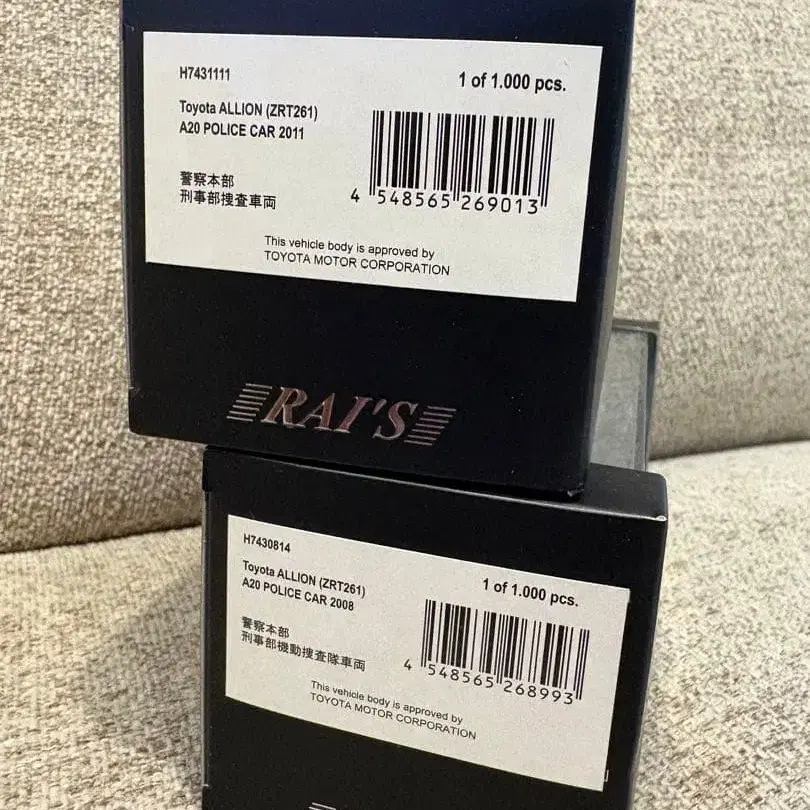 H7431111
1 of 1.000 pcs.
Toyota ALLION (ZRT261)
A20 POLICE CAR 2011
警察本部
刑事部捜査車両
4 548565 269013
This vehicle body is approved by
TOYOTA MOTOR CORPORATION
RAI'S
H7430814
1 of 1.000 pcs.
Toyota ALLION (ZRT261)
A20 POLICE CAR 2008
警察本部
刑事部機動捜査隊車両
4 548565 268993
This vehicle body is approved by
TOYOTA MOTOR CORPORATION